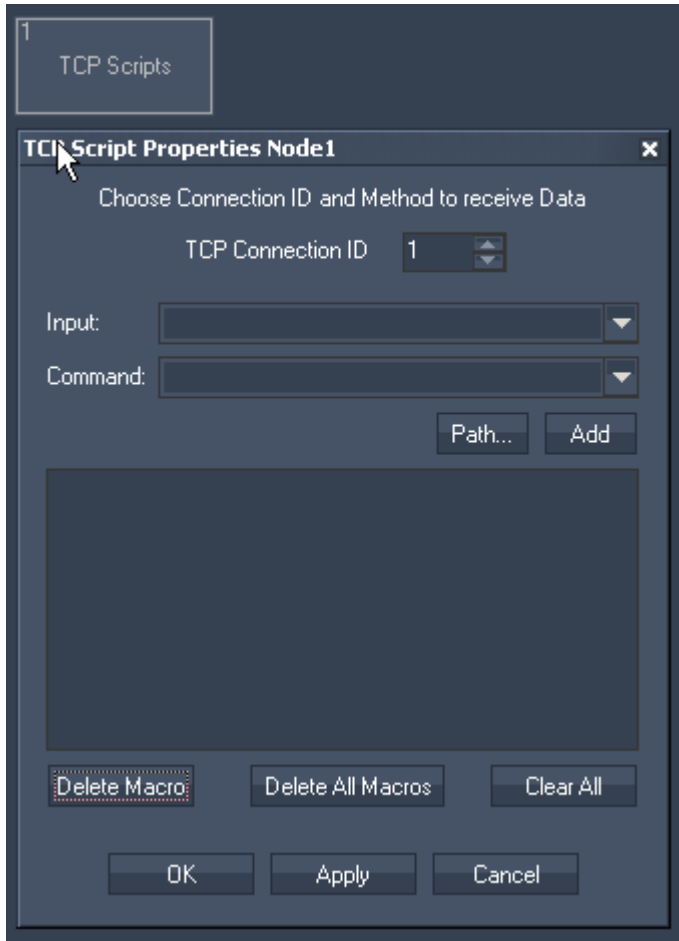 1
TCP Scripts
TCP Script Properties Node1
Choose Connection ID and Method to receive Data
TCP Connection ID 1
Input:
Command:
Path... Add
Delete Macro Delete All Macros Clear All
OK Apply Cancel